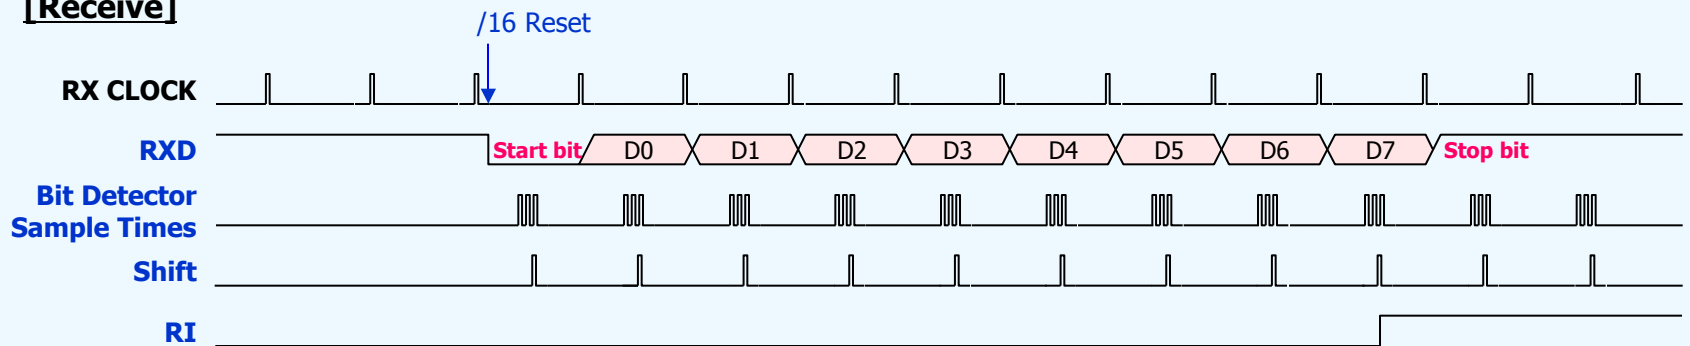 [Receive]
/16 Reset
RX CLOCK
RXD
Start bit D0 D1 D2 D3 D4 D5 D6 D7 Stop bit
Bit Detector
Sample Times
Shift
RI